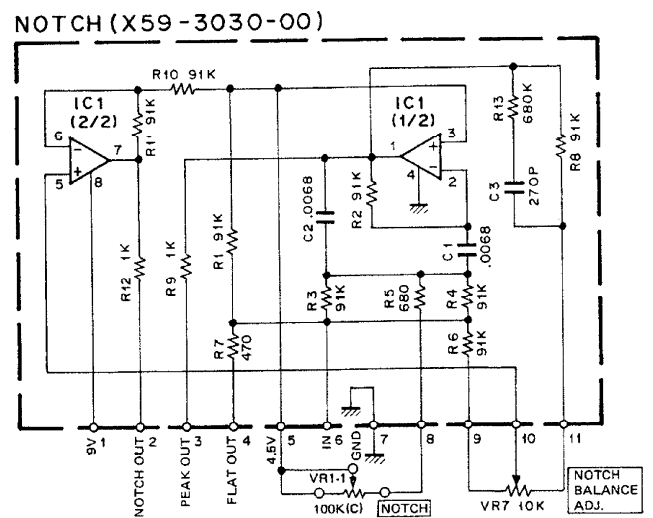 NOTCH (X59-3030-00)
R10 91K
IC1
(2/2)
R11 91K
6
7
5
8
IC1
(1/2)
3
1
4
2
R13
680K
R8 91K
C3
270P
C2 .0068
R2 91K
C1
.0068
R12 1K
R9 1K
R1 91K
R3
91K
R5
680
R4
91K
R7
470
R6
91K
9V 1
NOTCH OUT 2
PEAK OUT 3
FLAT OUT 4
4.5V 5
IN 6
GND 7
8
9
10
11
VR1-1
100K(C)
NOTCH
VR7 10K
NOTCH
BALANCE
ADJ.